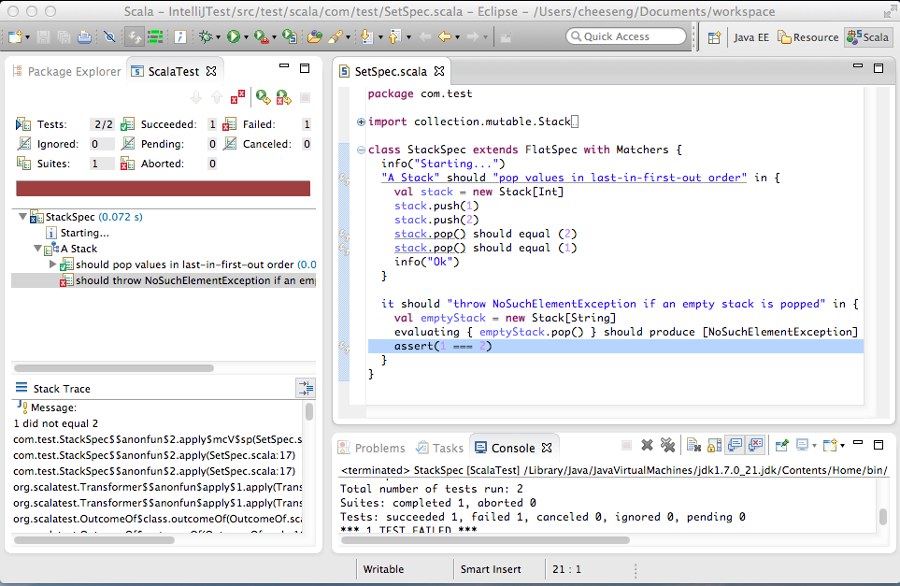 Scala – IntelliJTest/src/test/scala/com/test/SetSpec.scala – Eclipse – /Users/cheeseng/Documents/workspace
Quick Access
Java EE
Resource
Scala
Package Explorer
ScalaTest
Tests: 2/2
Succeeded: 1
Failed: 1
Ignored: 0
Pending: 0
Canceled: 0
Suites: 1
Aborted: 0
StackSpec (0.072 s)
Starting...
A Stack
should pop values in last-in-first-out order (0.0
should throw NoSuchElementException if an em
Stack Trace
Message:
1 did not equal 2
com.test.StackSpec$$anonfun$2.apply$mcV$sp(SetSpec.s
com.test.StackSpec$$anonfun$2.apply(SetSpec.scala:17)
com.test.StackSpec$$anonfun$2.apply(SetSpec.scala:17)
org.scalatest.Transformer$$anonfun$apply$1.apply(Trans
org.scalatest.Transformer$$anonfun$apply$1.apply(Trans
org.scalatest.OutcomeOf$class.outcomeOf(OutcomeOf.sca
SetSpec.scala
package com.test
import collection.mutable.Stack
class StackSpec extends FlatSpec with Matchers {
info("Starting...")
"A Stack" should "pop values in last-in-first-out order" in {
val stack = new Stack[Int]
stack.push(1)
stack.push(2)
stack.pop() should equal (2)
stack.pop() should equal (1)
info("Ok")
}
it should "throw NoSuchElementException if an empty stack is popped" in {
val emptyStack = new Stack[String]
evaluating { emptyStack.pop() } should produce [NoSuchElementException]
assert(1 === 2)
}
}
Problems
Tasks
Console
<terminated> StackSpec [ScalaTest] /Library/Java/JavaVirtualMachines/jdk1.7.0_21.jdk/Contents/Home/bin/
Total number of tests run: 2
Suites: completed 1, aborted 0
Tests: succeeded 1, failed 1, canceled 0, ignored 0, pending 0
*** 1 TEST FAILED ***
Writable
Smart Insert
21 : 1